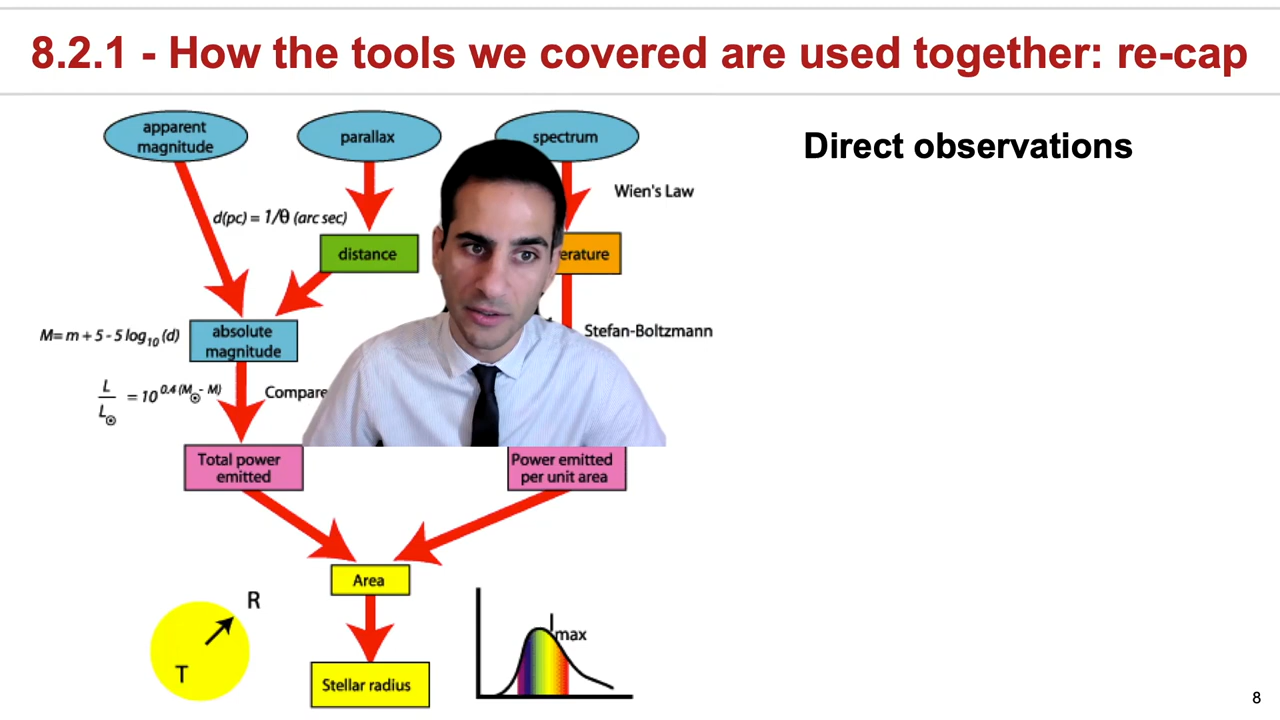 8.2.1 - How the tools we covered are used together: re-cap
apparent
magnitude
parallax
spectrum
Direct observations
Wien's Law
d(pc) = 1/θ (arc sec)
distance
erature
M= m + 5 - 5 log10 (d)
absolute
magnitude
Stefan-Boltzmann
L
L⊙
= 10 0.4 (M⊙ - M)
Compare
Total power
emitted
Power emitted
per unit area
Area
R
T
Stellar radius
l max
8